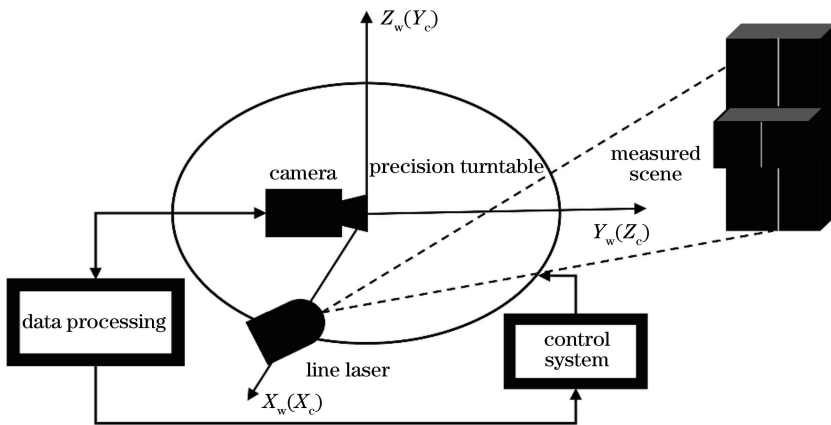 Z_w(Y_c)
precision turntable
camera
measured
scene
Y_w(Z_c)
data processing
control
system
line laser
X_w(X_c)